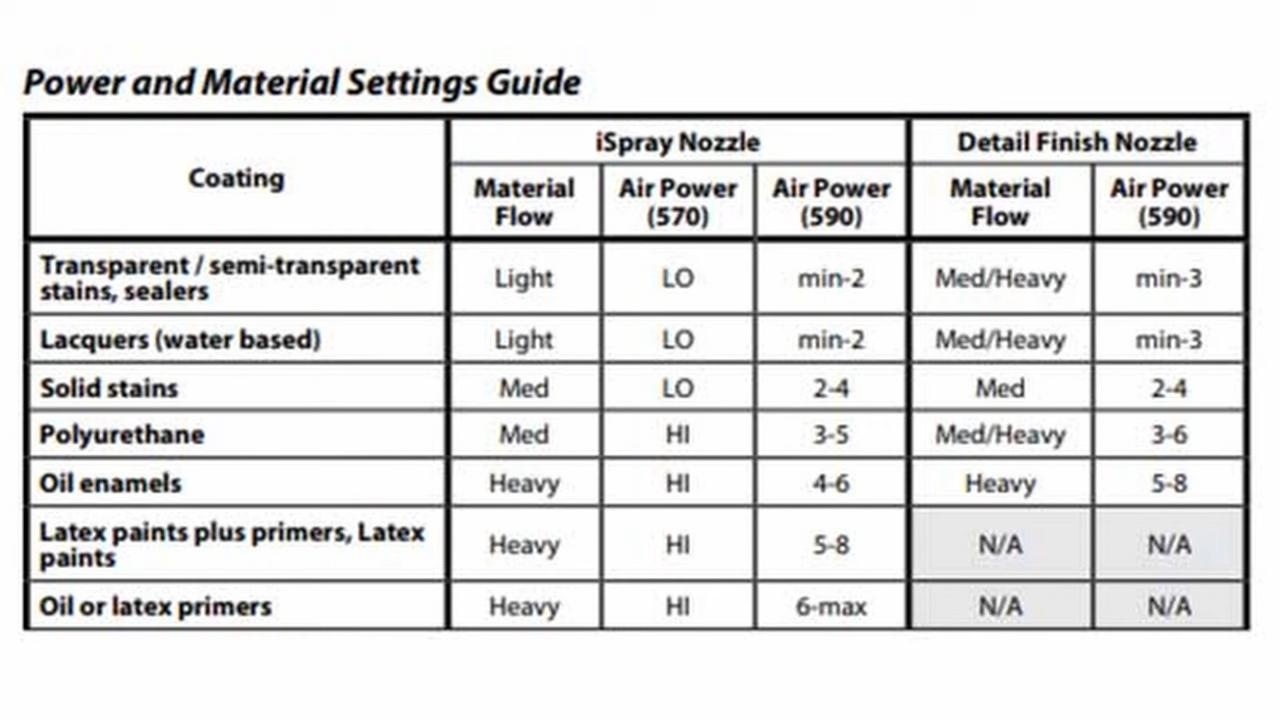 Power and Material Settings Guide
Coating
iSpray Nozzle
Detail Finish Nozzle
Material Flow
Air Power (570)
Air Power (590)
Material Flow
Air Power (590)
Transparent / semi-transparent stains, sealers Light LO min-2 Med/Heavy min-3
Lacquers (water based) Light LO min-2 Med/Heavy min-3
Solid stains Med LO 2-4 Med 2-4
Polyurethane Med HI 3-5 Med/Heavy 3-6
Oil enamels Heavy HI 4-6 Heavy 5-8
Latex paints plus primers, Latex paints Heavy HI 5-8 N/A N/A
Oil or latex primers Heavy HI 6-max N/A N/A